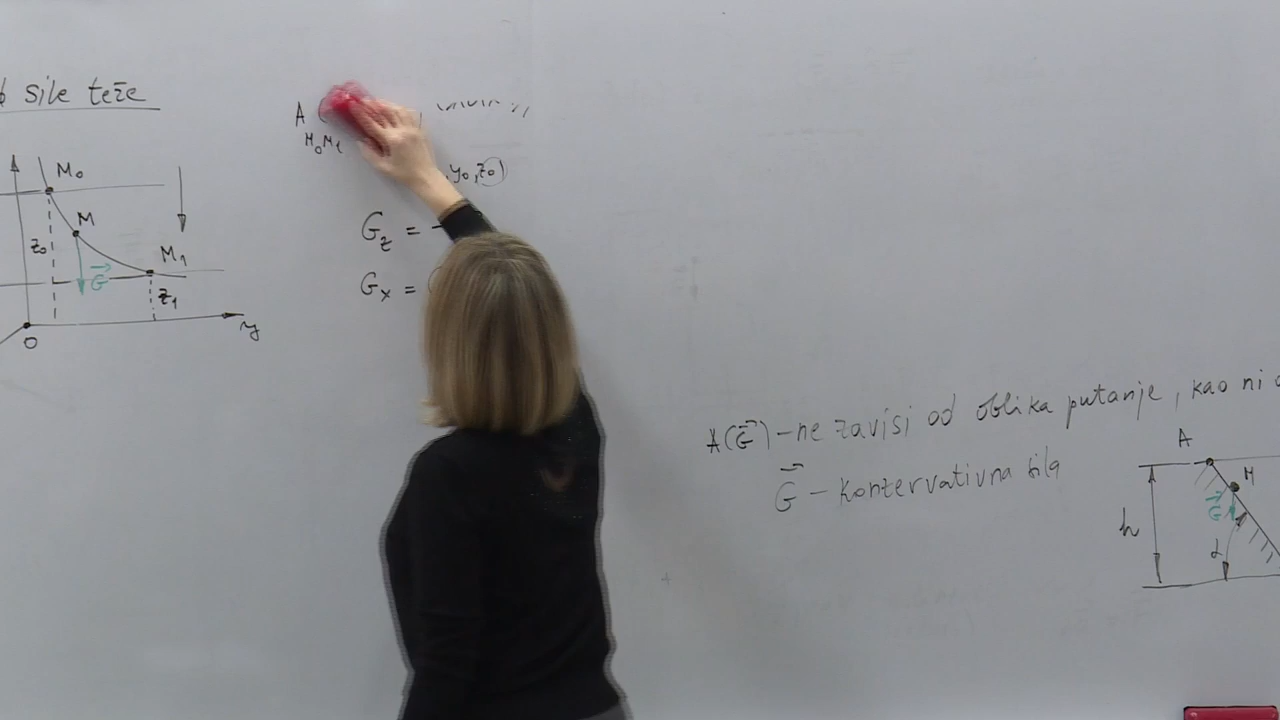 sile teže
M₀
M
M₁
z₀
G⃗
z₁
O
y
A
M₀M₁
y₀, z₀)
G_z =
G_x =
A(G⃗) - ne zavisi od oblika putanje, kao ni
G⃗ - konzervativna sila
A
M
G⃗
h
α